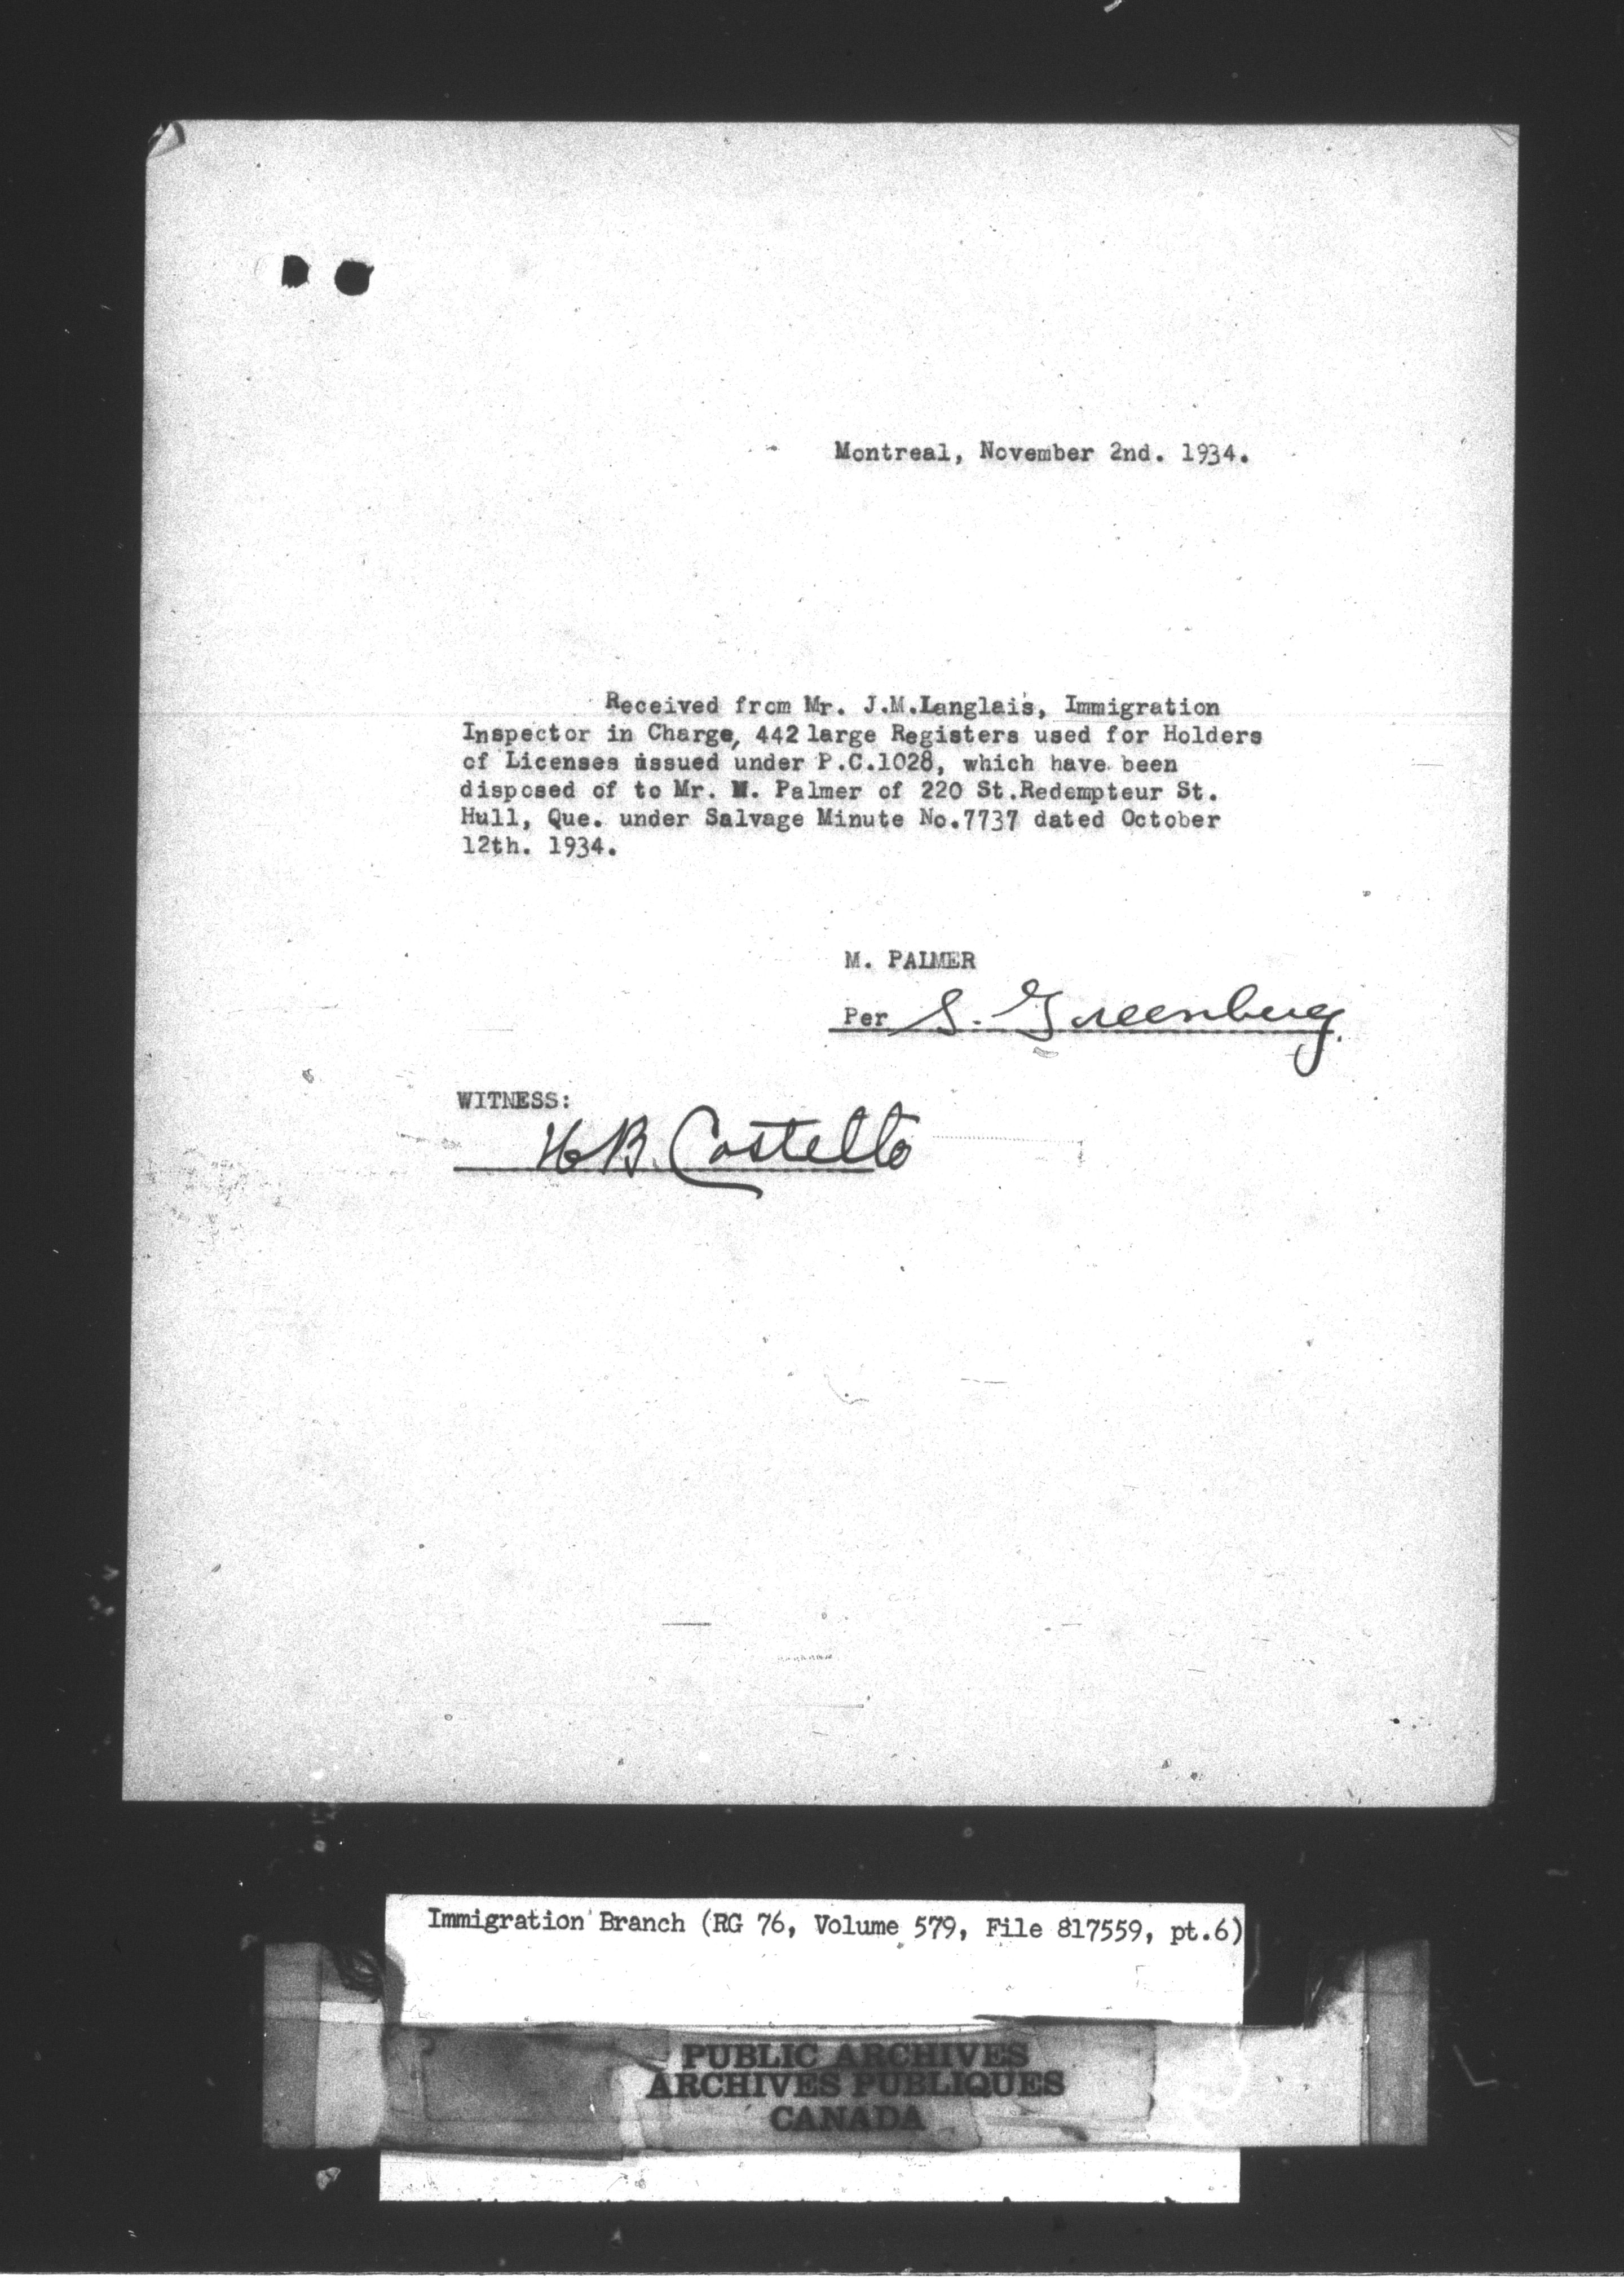 Montreal, November 2nd. 1934.
Received from Mr. J.M.Langlais, Immigration
Inspector in Charge, 442 large Registers used for Holders
of Licenses issued under P.C.1028, which have been
disposed of to Mr. M. Palmer of 220 St.Redempteur St.
Hull, Que. under Salvage Minute No.7737 dated October
12th. 1934.
M. PALMER
Per S. Greenberg.
WITNESS:
HB. Costello
Immigration Branch (RG 76, Volume 579, File 817559, pt.6)
PUBLIC ARCHIVES
ARCHIVES PUBLIQUES
CANADA